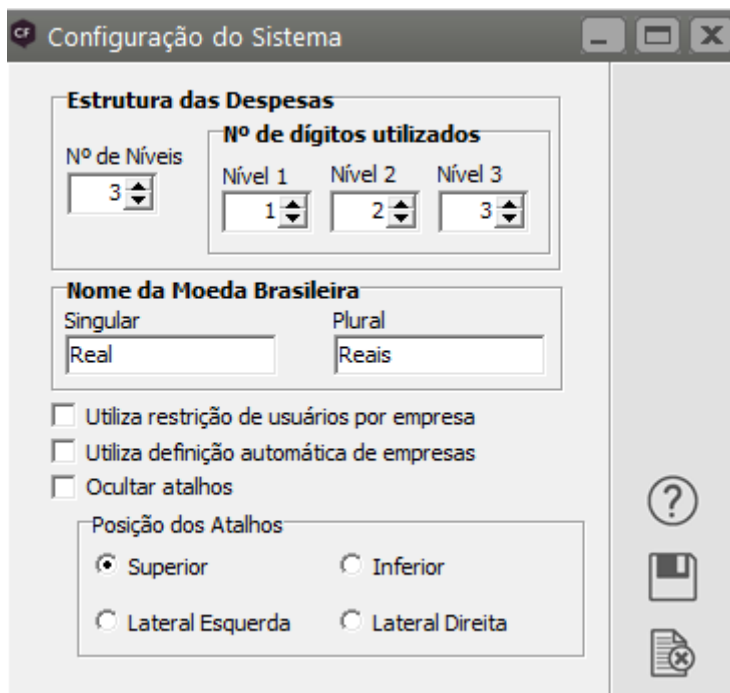 CF Configuração do Sistema
Estrutura das Despesas
Nº de dígitos utilizados
Nº de Níveis
Nível 1 Nível 2 Nível 3
3 1 2 3
Nome da Moeda Brasileira
Singular Plural
Real Reais
Utiliza restrição de usuários por empresa
Utiliza definição automática de empresas
Ocultar atalhos
Posição dos Atalhos
Superior Inferior
Lateral Esquerda Lateral Direita